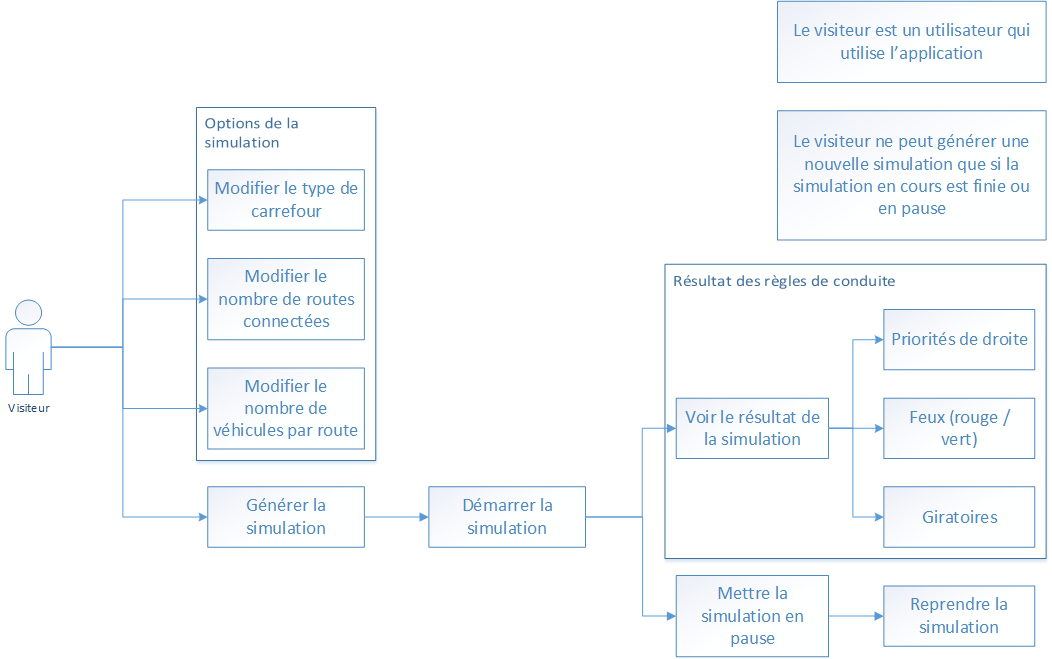 Le visiteur est un utilisateur qui
utilise l'application
Le visiteur ne peut générer une
nouvelle simulation que si la
simulation en cours est finie ou
en pause
Options de la
simulation
Modifier le type de
carrefour
Modifier le
nombre de routes
connectées
Modifier le
nombre de
véhicules par route
Visiteur
Générer la
simulation
Démarrer la
simulation
Résultat des règles de conduite
Voir le résultat de
la simulation
Priorités de droite
Feux (rouge /
vert)
Giratoires
Mettre la
simulation en
pause
Reprendre la
simulation